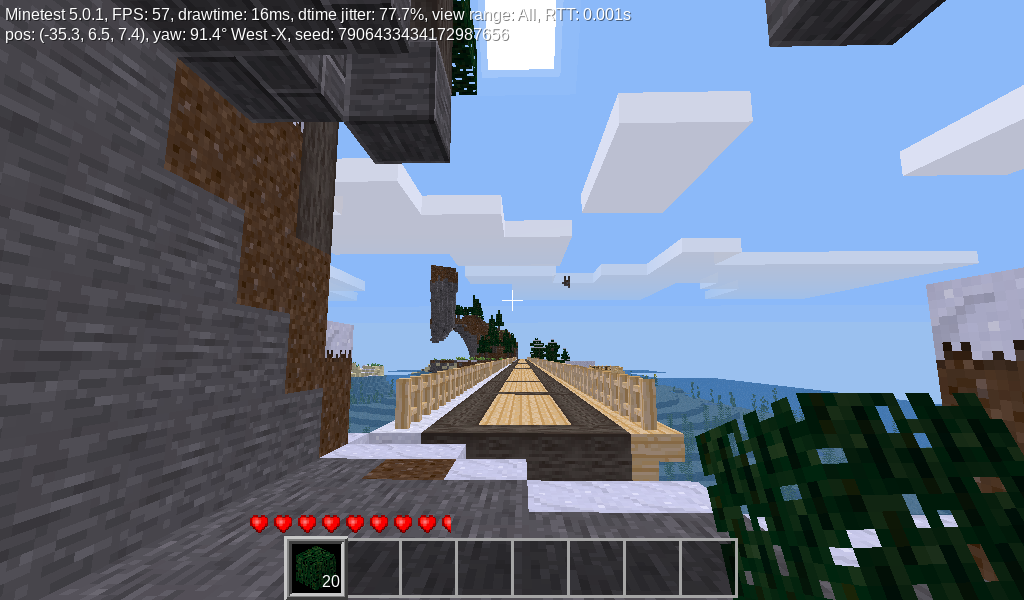 Minetest 5.0.1, FPS: 57, drawtime: 16ms, dtime jitter: 77.7%, view range: All, RTT: 0.001s
pos: (-35.3, 6.5, 7.4), yaw: 91.4° West -X, seed: 7906433434172987656
20